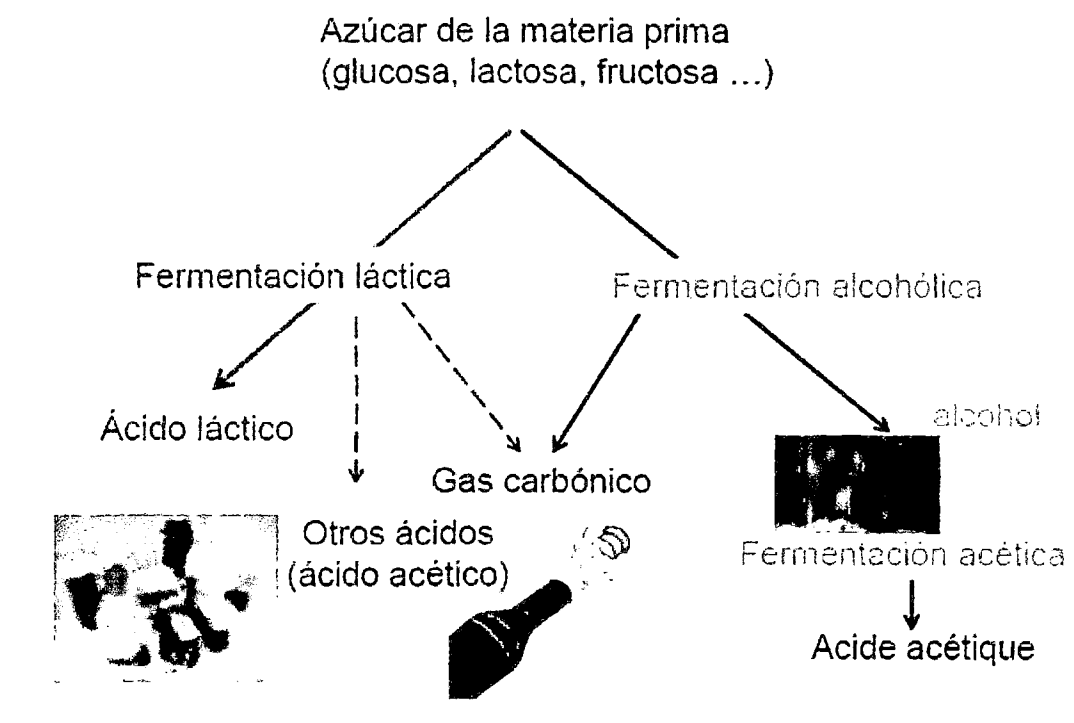 Azúcar de la materia prima
(glucosa, lactosa, fructosa ...)
Fermentación láctica
Fermentación alcohólica
Ácido láctico
alcohol
Gas carbónico
Otros ácidos
(ácido acético)
Fermentación acética
Acide acétique